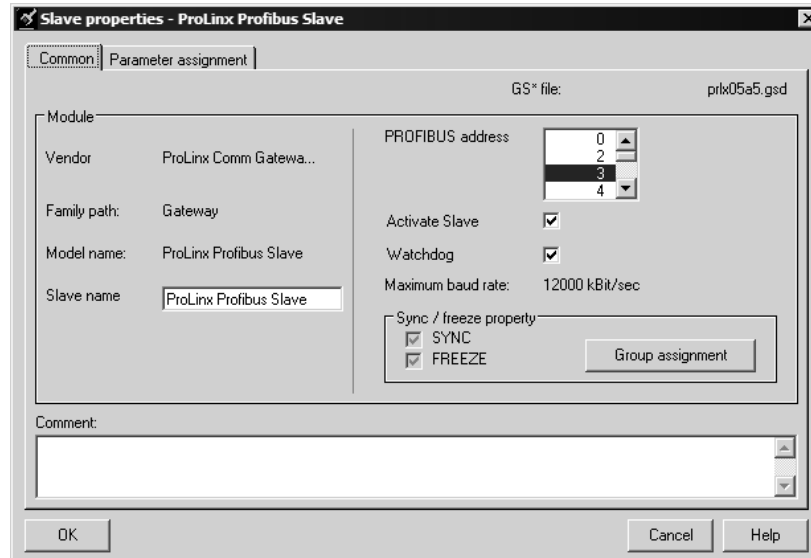 Slave properties - ProLinx Profibus Slave
Common
Parameter assignment
GS* file:
prlx05a5.gsd
Module
Vendor
ProLinx Comm Gatewa...
Family path:
Gateway
Model name:
ProLinx Profibus Slave
Slave name
ProLinx Profibus Slave
PROFIBUS address
0
2
3
4
Activate Slave
Watchdog
Maximum baud rate:
12000 kBit/sec
Sync / freeze property
SYNC
FREEZE
Group assignment
Comment:
OK
Cancel
Help